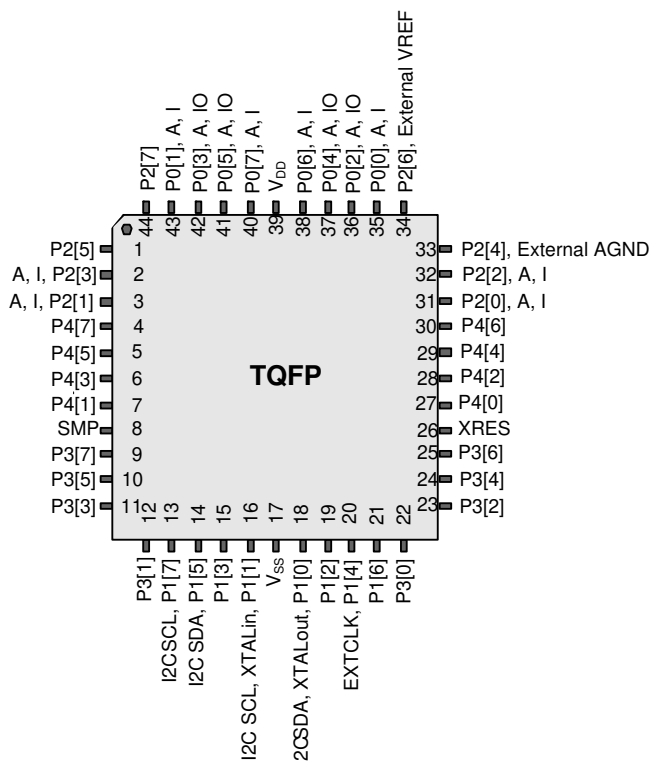 P2[7]
P0[1], A, I
P0[3], A, IO
P0[5], A, IO
P0[7], A, I
VDD
P0[6], A, I
P0[4], A, IO
P0[2], A, IO
P0[0], A, I
P2[6], External VREF
44
43
42
41
40
39
38
37
36
35
34
P2[5] 1
A, I, P2[3] 2
A, I, P2[1] 3
P4[7] 4
P4[5] 5
P4[3] 6
P4[1] 7
SMP 8
P3[7] 9
P3[5] 10
P3[3] 11
TQFP
33 P2[4], External AGND
32 P2[2], A, I
31 P2[0], A, I
30 P4[6]
29 P4[4]
28 P4[2]
27 P4[0]
26 XRES
25 P3[6]
24 P3[4]
23 P3[2]
12
13
14
15
16
17
18
19
20
21
22
P3[1]
I2CSCL, P1[7]
I2C SDA, P1[5]
P1[3]
I2C SCL, XTALin, P1[1]
VSS
2CSDA, XTALout, P1[0]
P1[2]
EXTCLK, P1[4]
P1[6]
P3[0]